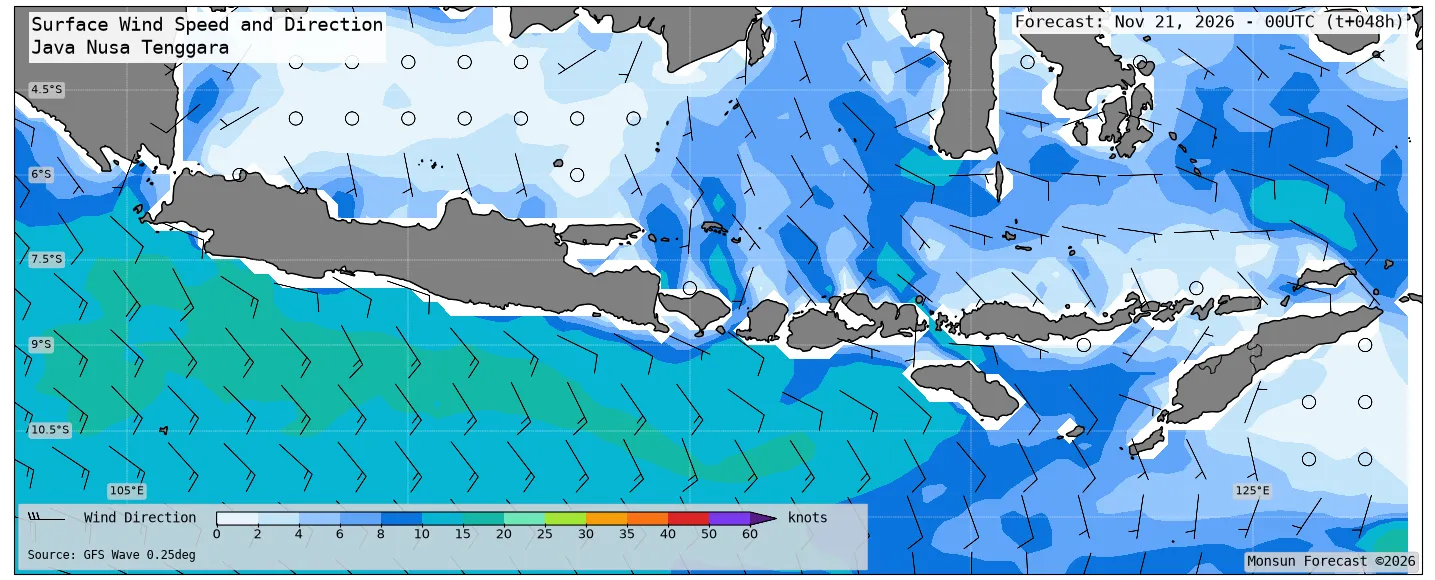 Surface Wind Speed and Direction
Java Nusa Tenggara
Forecast: Nov 21, 2026 - 00UTC (t+048h)
4.5°S
6°S
7.5°S
9°S
10.5°S
105°E
125°E
Wind Direction
0 2 4 6 8 10 15 20 25 30 35 40 50 60
knots
Source: GFS Wave 0.25deg
Monsun Forecast ©2026